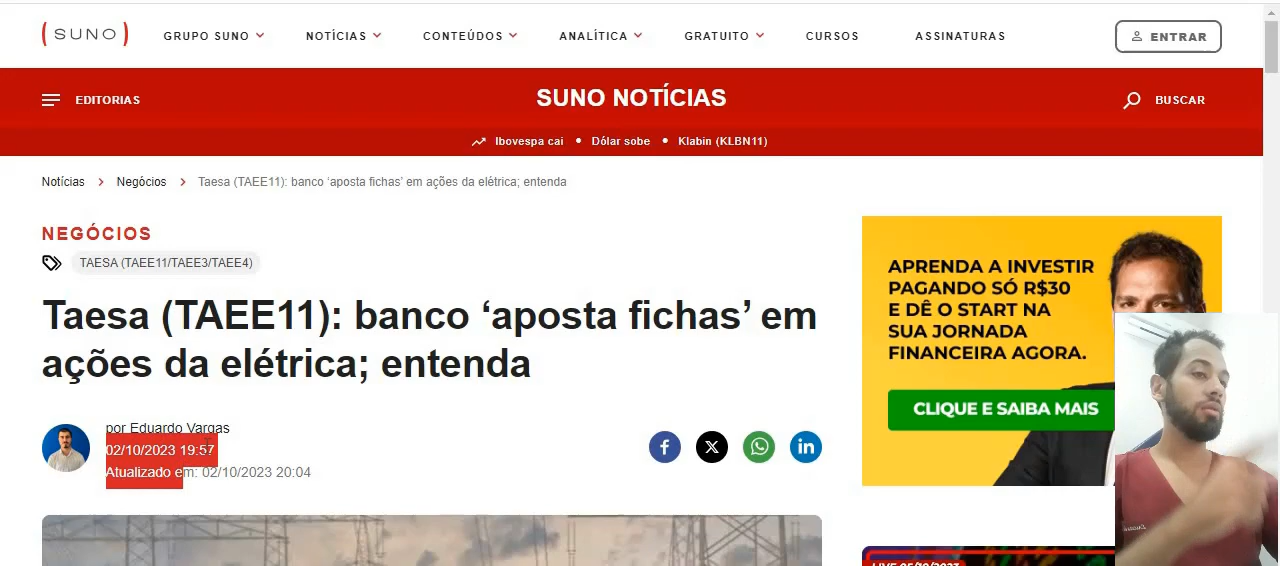 ( SUNO )
GRUPO SUNO
NOTÍCIAS
CONTEÚDOS
ANALÍTICA
GRATUITO
CURSOS
ASSINATURAS
ENTRAR
EDITORIAS
SUNO NOTÍCIAS
BUSCAR
Ibovespa cai • Dólar sobe • Klabin (KLBN11)
Notícias > Negócios > Taesa (TAEE11): banco ‘aposta fichas’ em ações da elétrica; entenda
NEGÓCIOS
TAESA (TAEE11/TAEE3/TAEE4)
Taesa (TAEE11): banco ‘aposta fichas’ em
ações da elétrica; entenda
por Eduardo Vargas
02/10/2023 19:57
Atualizado em: 02/10/2023 20:04
APRENDA A INVESTIR
PAGANDO SÓ R$30
E DÊ O START NA
SUA JORNADA
FINANCEIRA AGORA.
CLIQUE E SAIBA MAIS
LIVE 05/10/2023